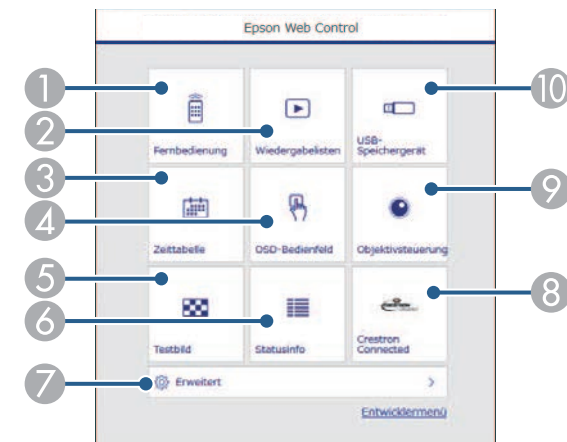 Epson Web Control
1
10
2
Fernbedienung
Wiedergabelisten
USB-
Speichergerät
3
9
4
Zeittabelle
OSD-Bedienfeld
Objektivsteuerung
5
8
6
Testbild
Statusinfo
Crestron
Connected
7
Erweitert
Entwicklermenü